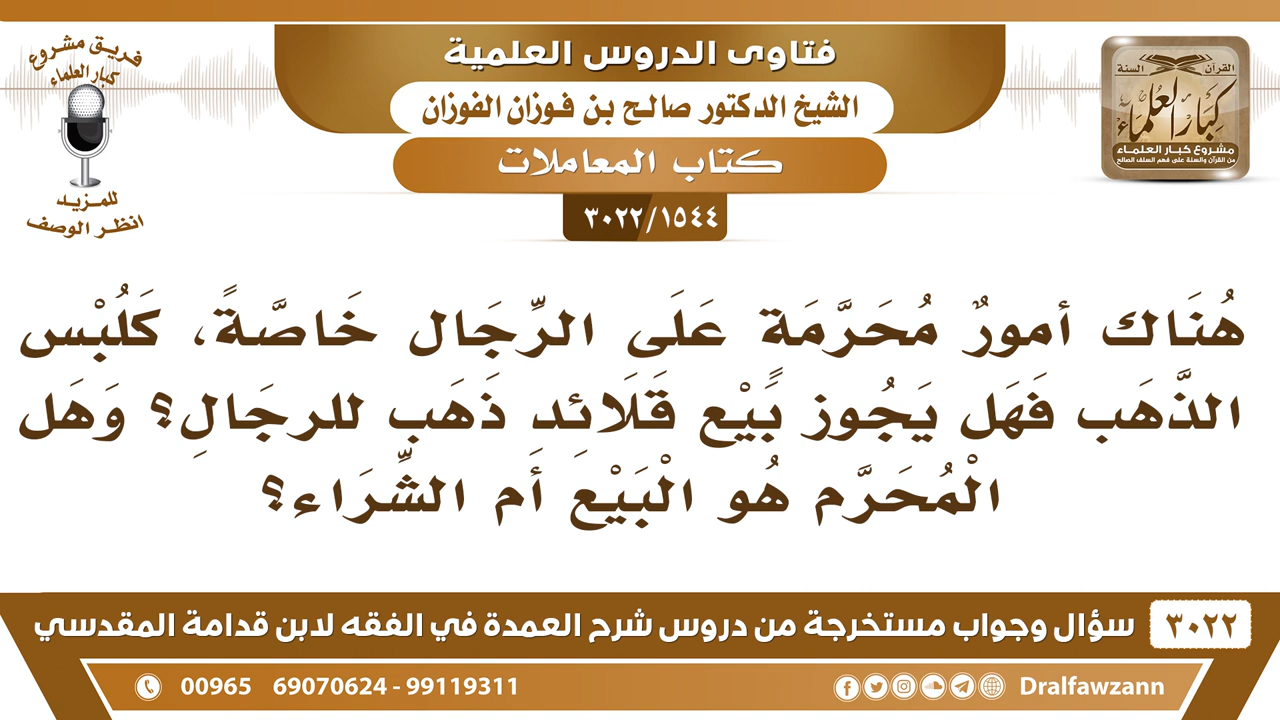 فتاوى الدروس العلمية
الشيخ الدكتور صالح بن فوزان الفوزان
كتاب المعاملات
٣٠٢٢/١٥٤٤
فريق مشروع
كبار العلماء
للمزيد
انظر الوصف
القرآن السنة
كبار العلماء
مشروع كبار العلماء
من القرآن والسنة على فهم السلف الصالح
هُنَاك أمورٌ مُحَرَّمَة عَلَى الرِّجَال خَاصَّةً، كَلُبْس
الذَّهَب فَهَل يَجُوز بَيْع قَلَائِدِ ذَهَب للرجَالِ؟ وَهَل
الْمُحَرَّم هُو الْبَيْع أَم الشِّرَاء؟
٣٠٢٢ سؤال وجواب مستخرجة من دروس شرح العمدة في الفقه لابن قدامة المقدسي
00965 69070624 - 99119311
Dralfawzann